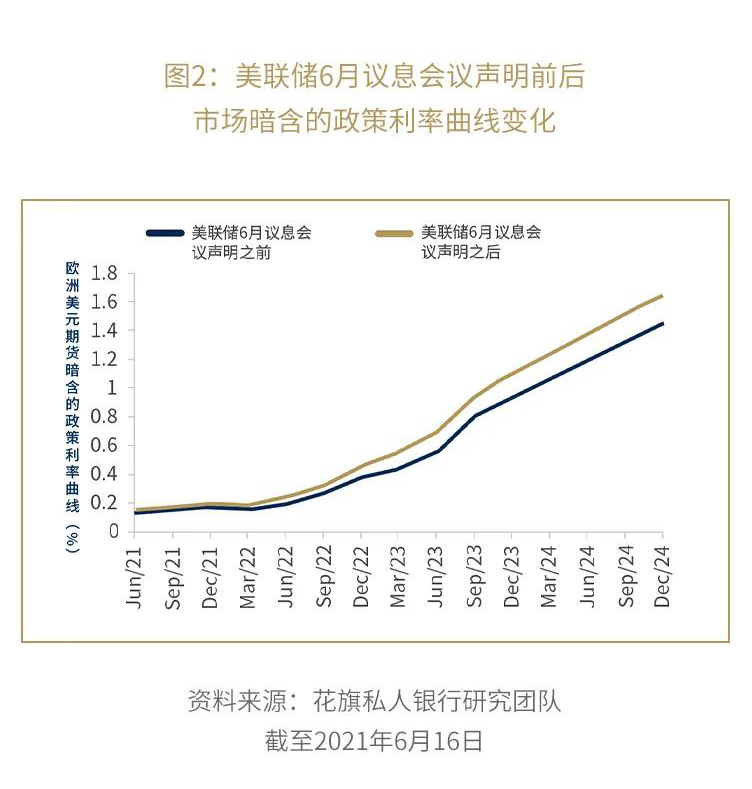 图2：美联储6月议息会议声明前后
市场暗含的政策利率曲线变化
美联储6月议息会
议声明之前
美联储6月议息会
议声明之后
欧洲美元期货暗含的政策利率曲线（%）
1.8
1.6
1.4
1.2
1
0.8
0.6
0.4
0.2
0
Jun/21
Sep/21
Dec/21
Mar/22
Jun/22
Sep/22
Dec/22
Mar/23
Jun/23
Sep/23
Dec/23
Mar/24
Jun/24
Sep/24
Dec/24
资料来源：花旗私人银行研究团队
截至2021年6月16日